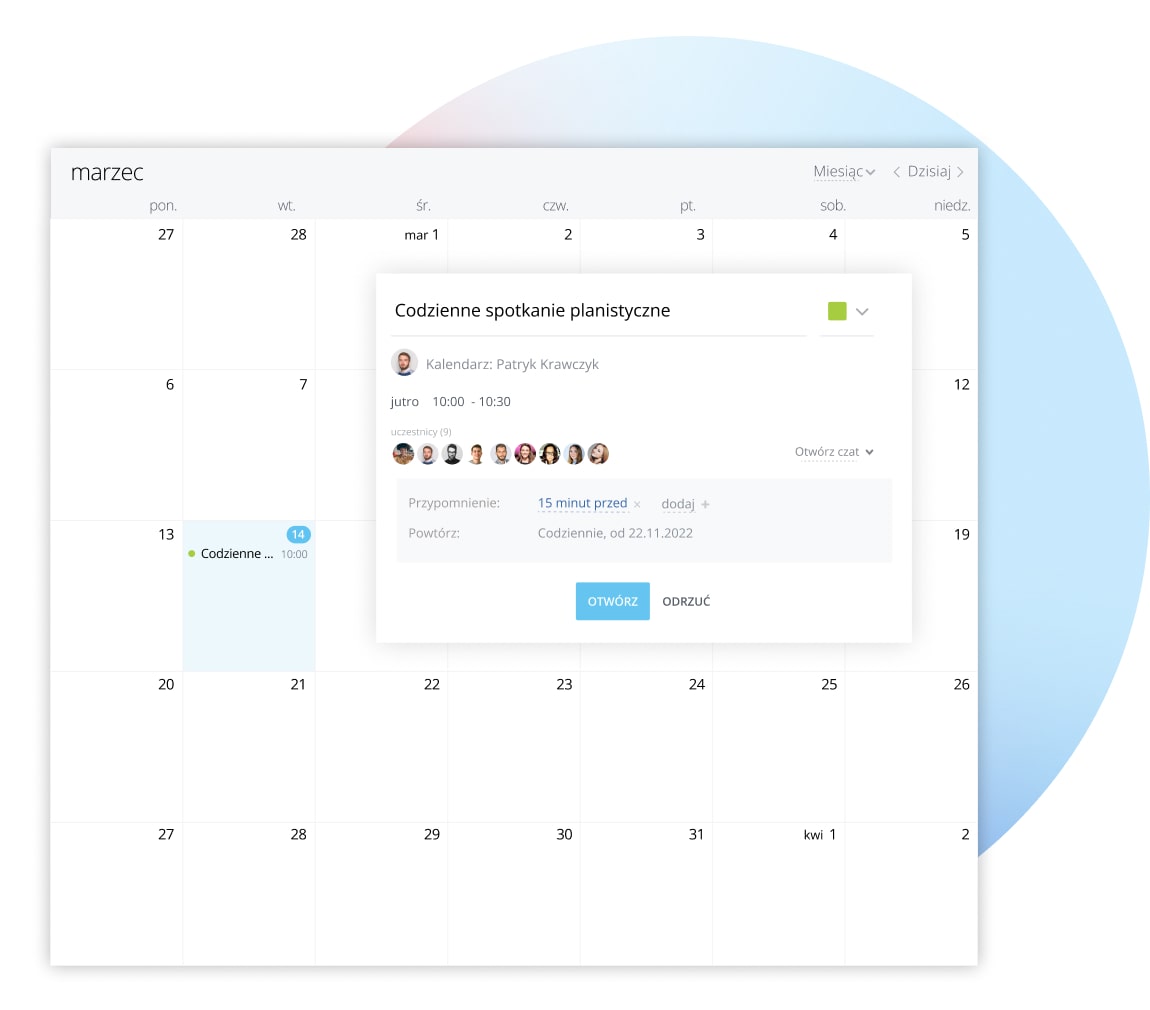 marzec
Miesiąc
Dzisiaj
pon. wt. śr. czw. pt. sob. niedz.
27 28 mar 1 2 3 4 5
Codzienne spotkanie planistyczne
Kalendarz: Patryk Krawczyk
jutro 10:00 - 10:30
uczestnicy (9)
Otwórz czat
Przypomnienie: 15 minut przed × dodaj +
Powtórz: Codziennie, od 22.11.2022
OTWÓRZ ODRZUĆ
6 7 12
13 14 19
Codzienne ... 10:00
20 21 22 23 24 25 26
27 28 29 30 31 kwi 1 2